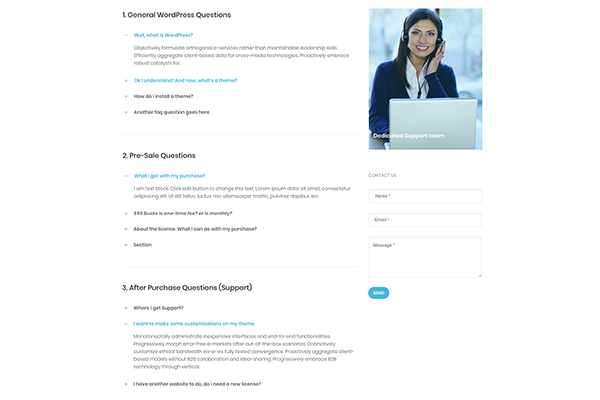 1. General WordPress Questions
Well, what is WordPress?
Objectively formulate orthogonal e-services rather than maintainable leadership skills.
Efficiently aggregate client-based data for cross-media technologies. Proactively embrace
robust catalysts for.
Ok I understand! And now, what's a theme?
How do i install a theme?
Another faq question goes here
2. Pre-Sale Questions
What i get with my purchase?
I am text block. Click edit button to change this text. Lorem ipsum dolor sit amet, consectetur
adipiscing elit. Ut elit tellus, luctus nec ullamcorper mattis, pulvinar dapibus leo.
$59 Bucks is one-time fee? or is monthly?
About the license. What i can do with my purchase?
Section
3. After Purchase Questions (Support)
Where i get Support?
I want to make some customizations on my theme
Monotonectally administrate inexpensive interfaces and end-to-end functionalities.
Progressively morph error-free e-markets after out-of-the-box scenarios. Distinctively
customize ethical bandwidth vis-a-vis fully tested convergence. Proactively aggregate client-
based models without B2B collaboration and idea-sharing. Progressively embrace B2B
technology through vertical.
I have another website to do, do i need a new license?
Dedicated Support team
CONTACT US
Name *
Email *
Message *
SEND